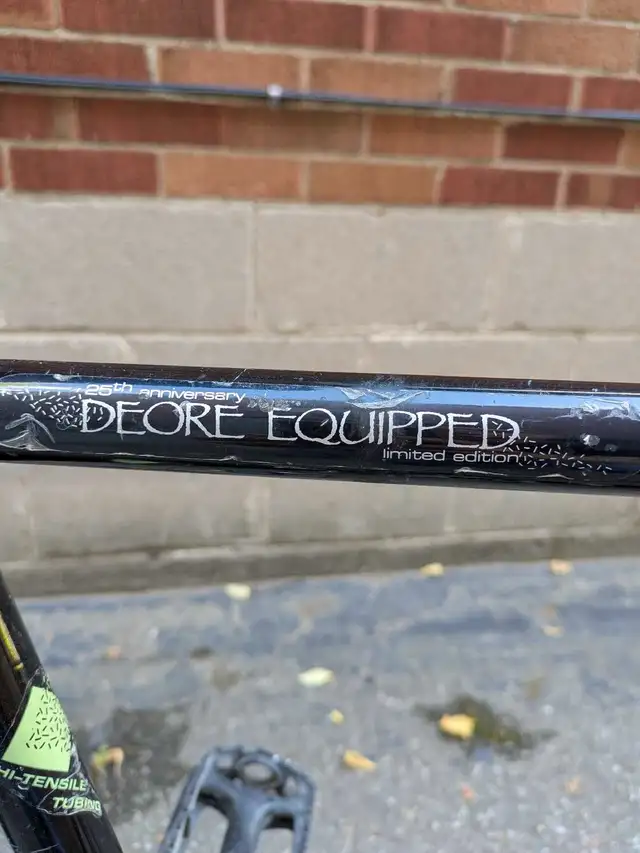 25th anniversary
DEORE EQUIPPED
limited edition
HI-TENSILE
TUBING